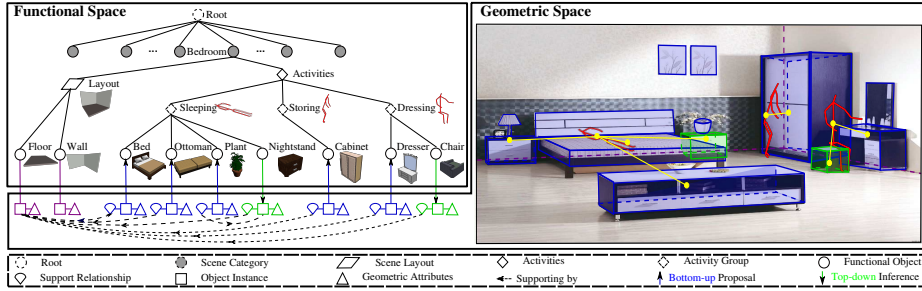 Functional Space
Root
...
Bedroom
...
Layout
Activities
Sleeping
Storing
Dressing
Floor
Wall
Bed
Ottoman
Plant
Nightstand
Cabinet
Dresser
Chair
Geometric Space
Root
Scene Category
Scene Layout
Activities
Activity Group
Functional Object
Support Relationship
Object Instance
Geometric Attributes
Supporting by
Bottom-up Proposal
Top-down Inference